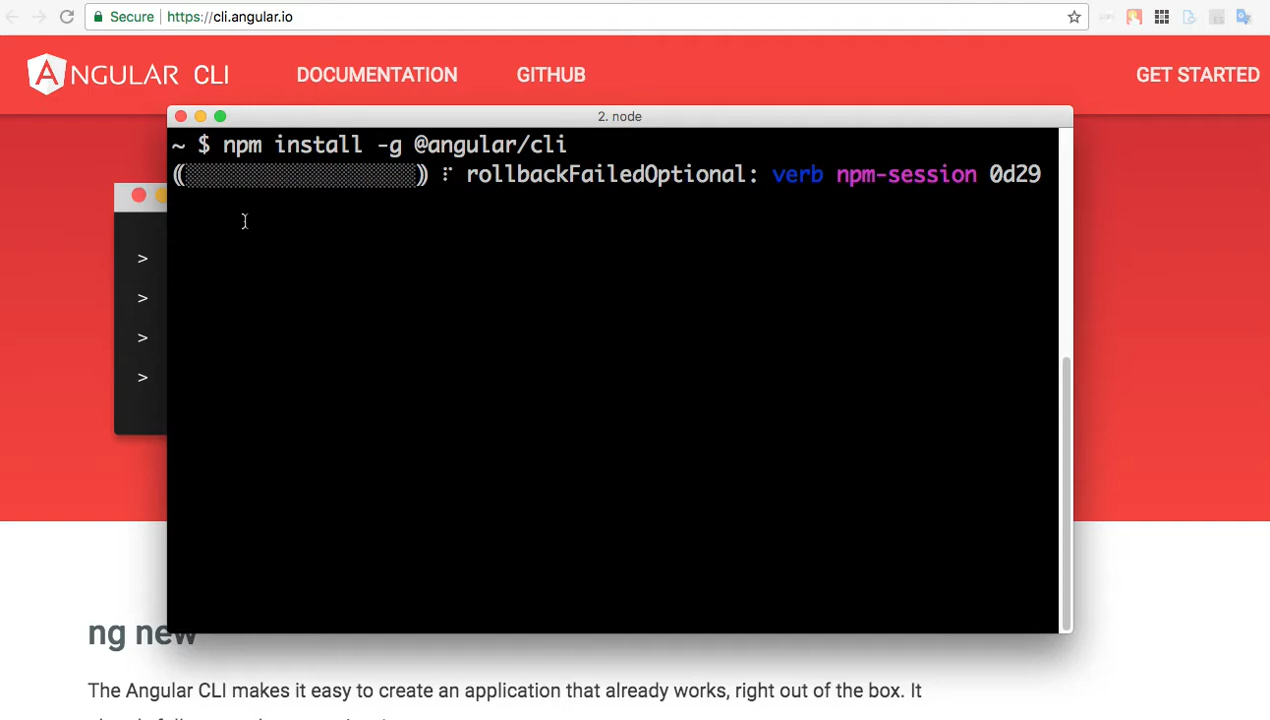 Secure https://cli.angular.io
ANGULAR CLI DOCUMENTATION GITHUB GET STARTED
2. node
~ $ npm install -g @angular/cli
rollbackFailedOptional: verb npm-session 0d29
>
>
>
>
ng new
The Angular CLI makes it easy to create an application that already works, right out of the box. It